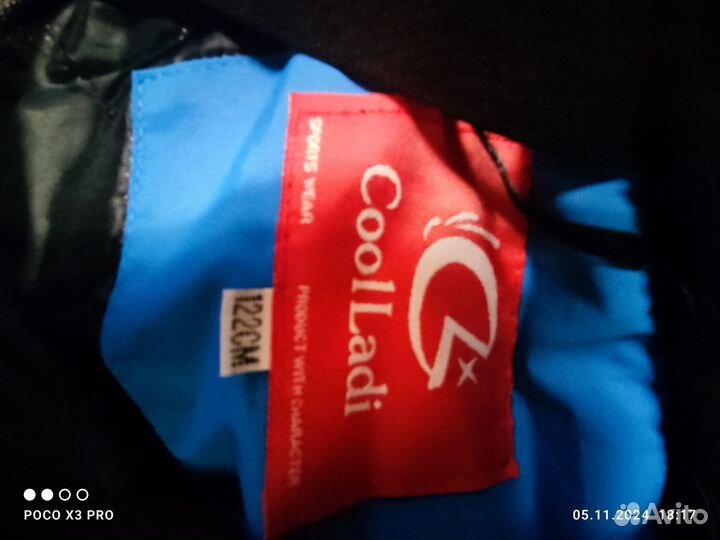 CoolLadi
SPORTS WEAR
PRODUCT WITH CHARACTER
122CM
POCO X3 PRO
05.11.2024 18:17
Avito